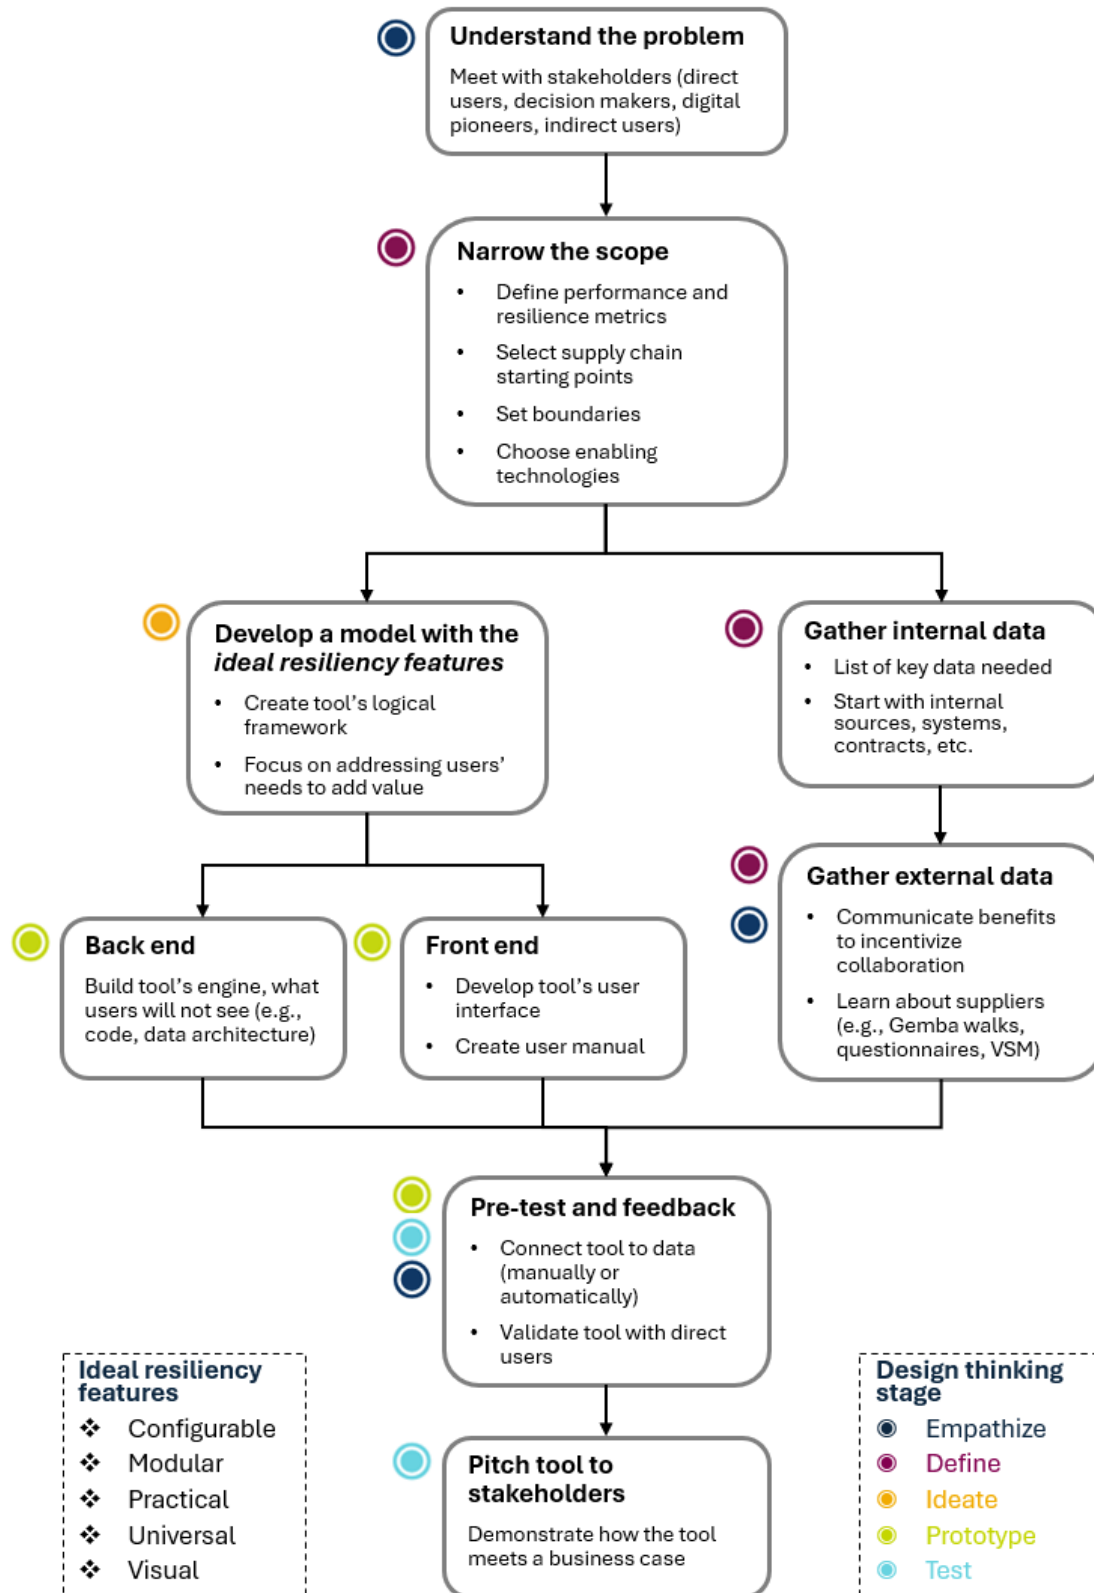 Understand the problem
Meet with stakeholders (direct
users, decision makers, digital
pioneers, indirect users)
Narrow the scope
• Define performance and
resilience metrics
• Select supply chain
starting points
• Set boundaries
• Choose enabling
technologies
Develop a model with the
ideal resiliency features
• Create tool's logical
framework
• Focus on addressing users'
needs to add value
Gather internal data
• List of key data needed
• Start with internal
sources, systems,
contracts, etc.
Back end
Build tool's engine, what
users will not see (e.g.,
code, data architecture)
Front end
• Develop tool's user
interface
• Create user manual
Gather external data
• Communicate benefits
to incentivize
collaboration
• Learn about suppliers
(e.g., Gemba walks,
questionnaires, VSM)
Pre-test and feedback
• Connect tool to data
(manually or
automatically)
• Validate tool with direct
users
Pitch tool to
stakeholders
Demonstrate how the tool
meets a business case
Ideal resiliency
features
❖ Configurable
❖ Modular
❖ Practical
❖ Universal
❖ Visual
Design thinking
stage
Empathize
Define
Ideate
Prototype
Test